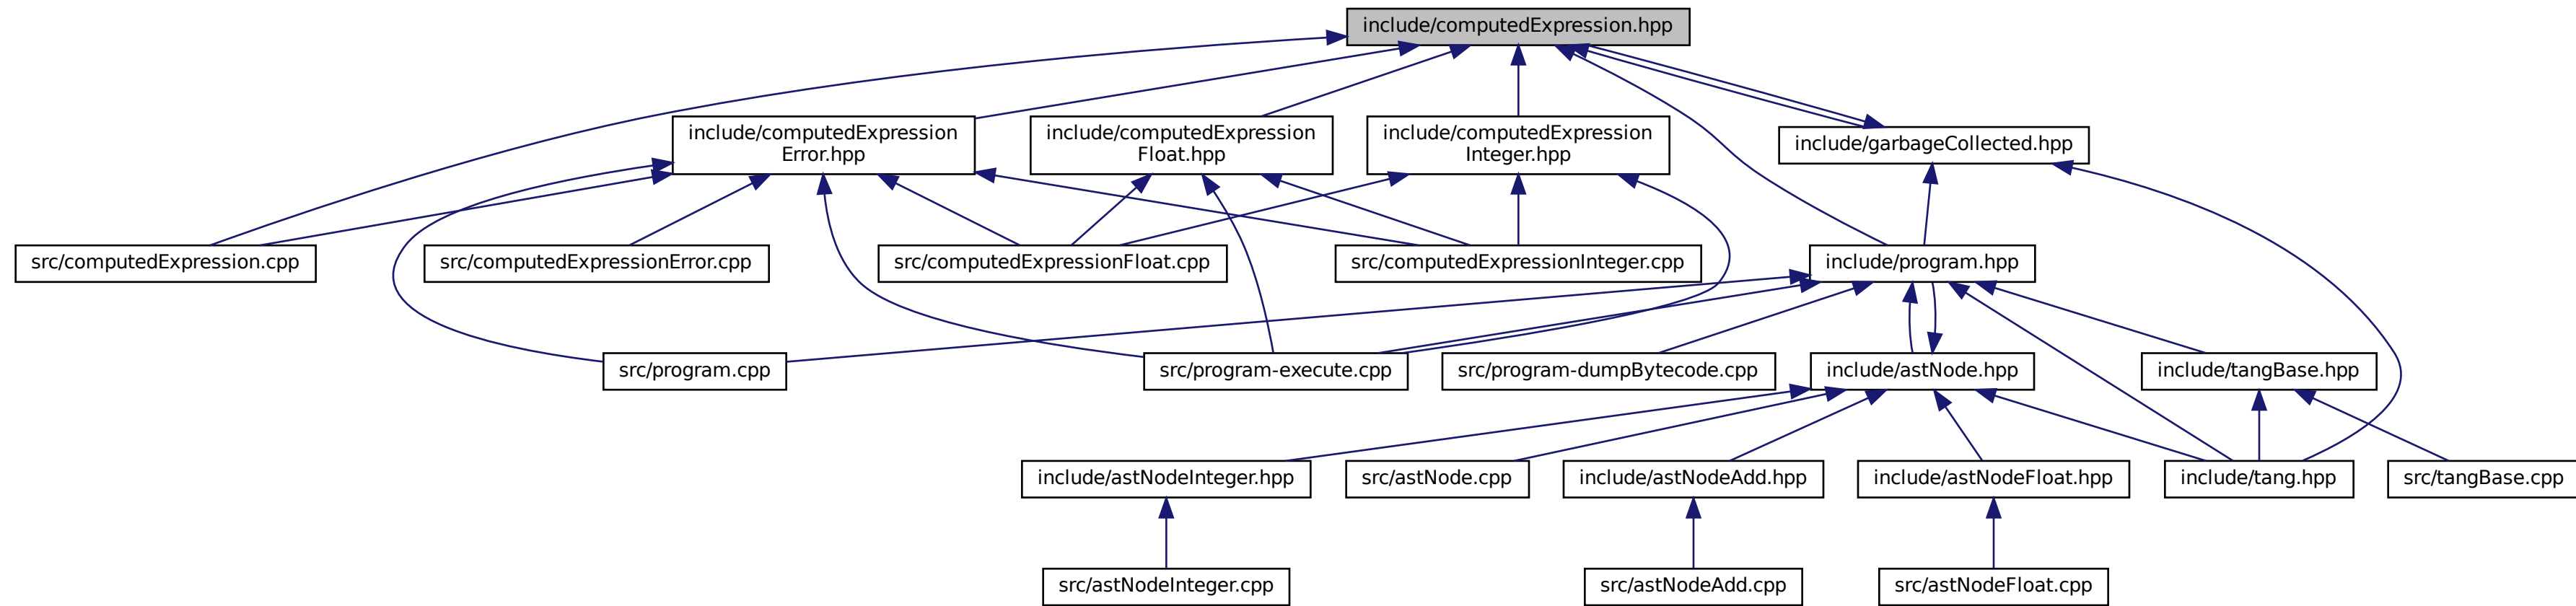 include/computedExpression.hpp
include/computedExpression
Error.hpp
include/computedExpression
Float.hpp
include/computedExpression
Integer.hpp
include/garbageCollected.hpp
src/computedExpression.cpp
src/computedExpressionError.cpp
src/computedExpressionFloat.cpp
src/computedExpressionInteger.cpp
include/program.hpp
src/program.cpp
src/program-execute.cpp
src/program-dumpBytecode.cpp
include/astNode.hpp
include/tangBase.hpp
include/astNodeInteger.hpp
src/astNode.cpp
include/astNodeAdd.hpp
include/astNodeFloat.hpp
include/tang.hpp
src/tangBase.cpp
src/astNodeInteger.cpp
src/astNodeAdd.cpp
src/astNodeFloat.cpp